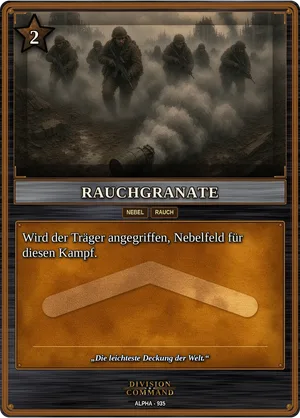 2
RAUCHGRANATE
NEBEL RAUCH
Wird der Träger angegriffen, Nebelfeld für
diesen Kampf.
„Die leichteste Deckung der Welt.“
DIVISION
COMMAND
ALPHA - 935